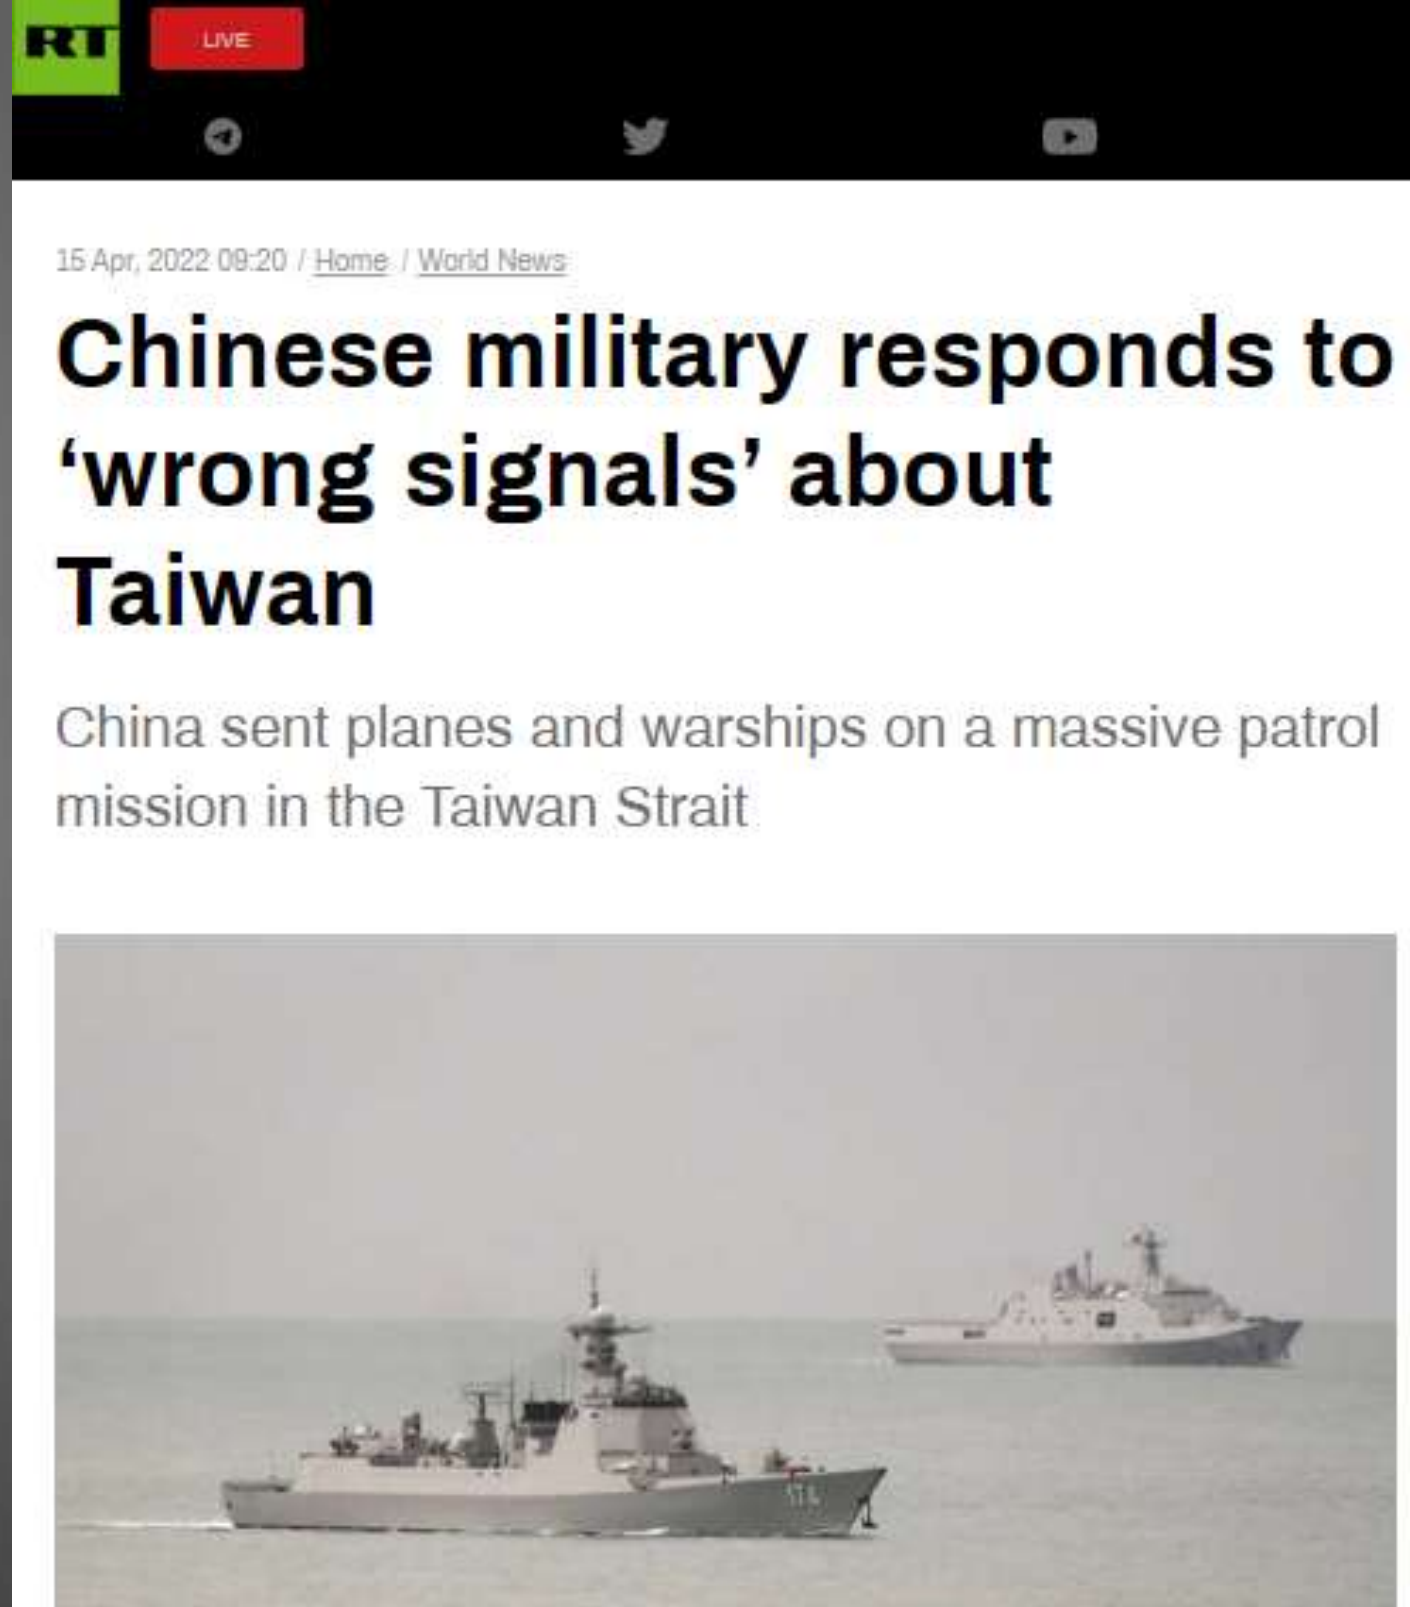 RT
LIVE
15 Apr, 2022 09:20 / Home / World News
Chinese military responds to
‘wrong signals’ about
Taiwan
China sent planes and warships on a massive patrol
mission in the Taiwan Strait